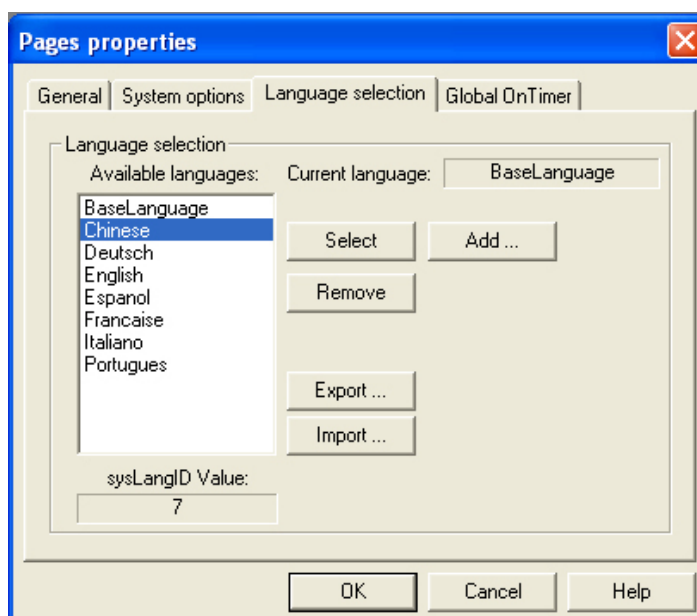 Pages properties
General System options Language selection Global OnTimer
Language selection
Available languages: Current language: BaseLanguage
BaseLanguage
Chinese
Deutsch
English
Espanol
Francaise
Italiano
Portugues
Select Add ...
Remove
Export ...
Import ...
sysLangID Value:
7
OK Cancel Help